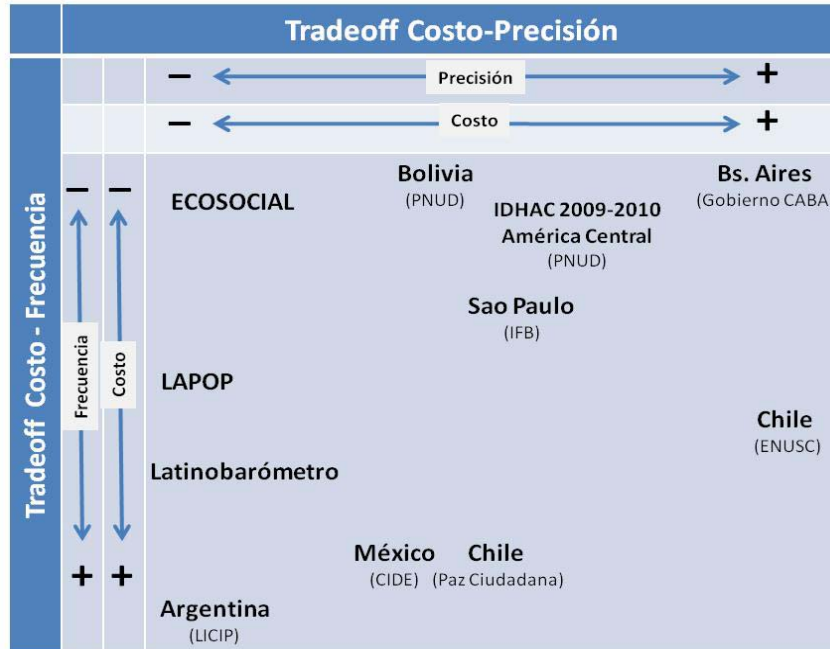 Tradeoff Costo-Precisión
− Precisión +
− Costo +
Tradeoff Costo - Frecuencia
− −
Frecuencia
Costo
+ +
ECOSOCIAL
Bolivia
(PNUD)
IDHAC 2009-2010
América Central
(PNUD)
Bs. Aires
(Gobierno CABA
Sao Paulo
(IFB)
LAPOP
Chile
(ENUSC)
Latinobarómetro
México
(CIDE)
Chile
(Paz Ciudadana)
Argentina
(LICIP)